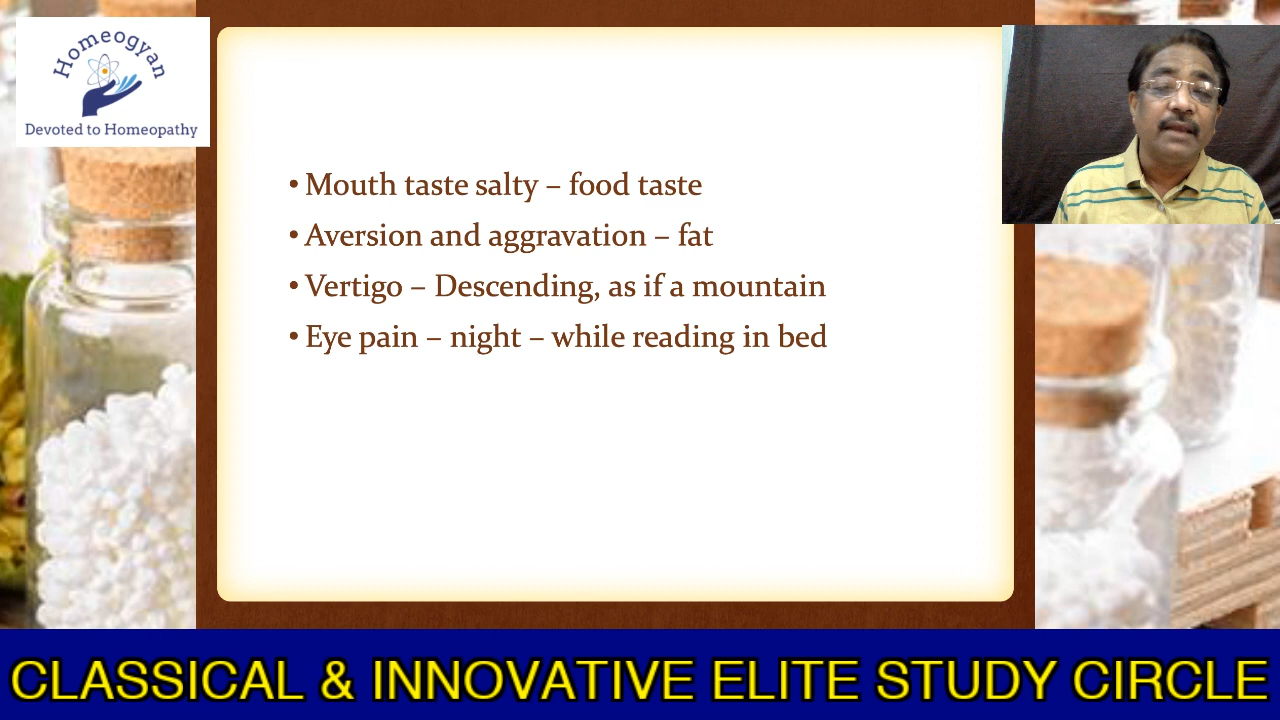 Homeogyan
Devoted to Homeopathy
• Mouth taste salty – food taste
• Aversion and aggravation – fat
• Vertigo – Descending, as if a mountain
• Eye pain – night – while reading in bed
CLASSICAL & INNOVATIVE ELITE STUDY CIRCLE